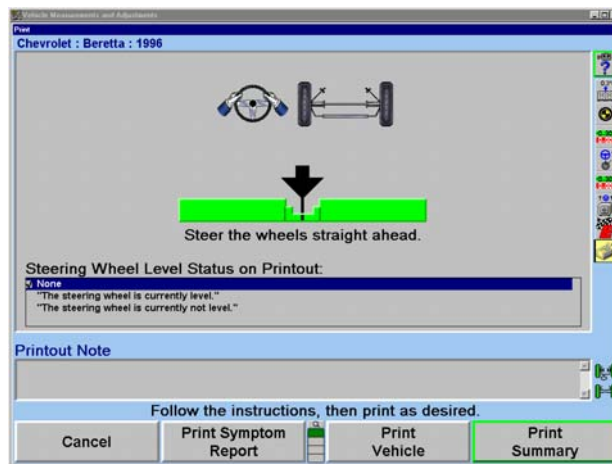 Vehicle Measurements and Adjustments
Print
Chevrolet : Beretta : 1996
Steer the wheels straight ahead.
Steering Wheel Level Status on Printout:
None
"The steering wheel is currently level."
"The steering wheel is currently not level."
Printout Note
Follow the instructions, then print as desired.
Cancel
Print Symptom
Report
Print
Vehicle
Print
Summary